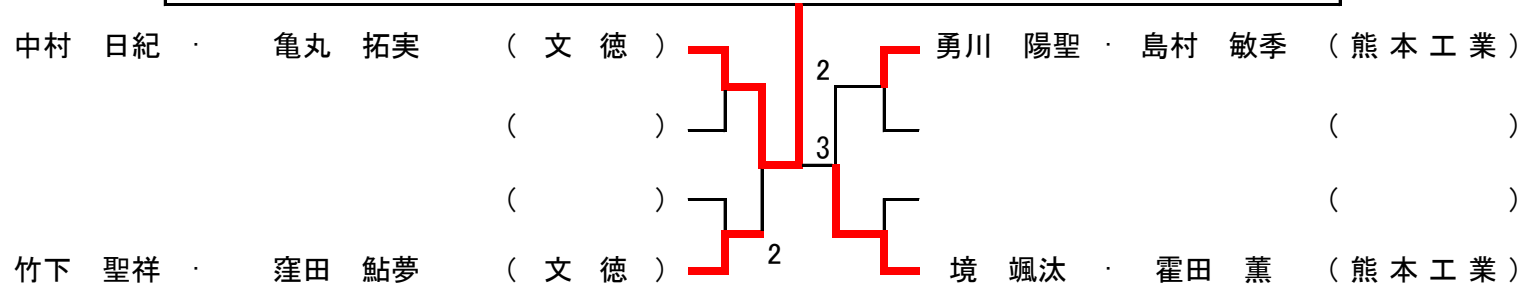 中村 日紀 · 亀丸 拓実 ( 文 徳 ) 勇川 陽聖 · 島村 敏季 ( 熊本工業 )
2
( ) ( )
3
( ) ( )
竹下 聖祥 · 窪田 鮎夢 ( 文 徳 ) 2 境 颯汰 · 霍田 薫 ( 熊本工業 )